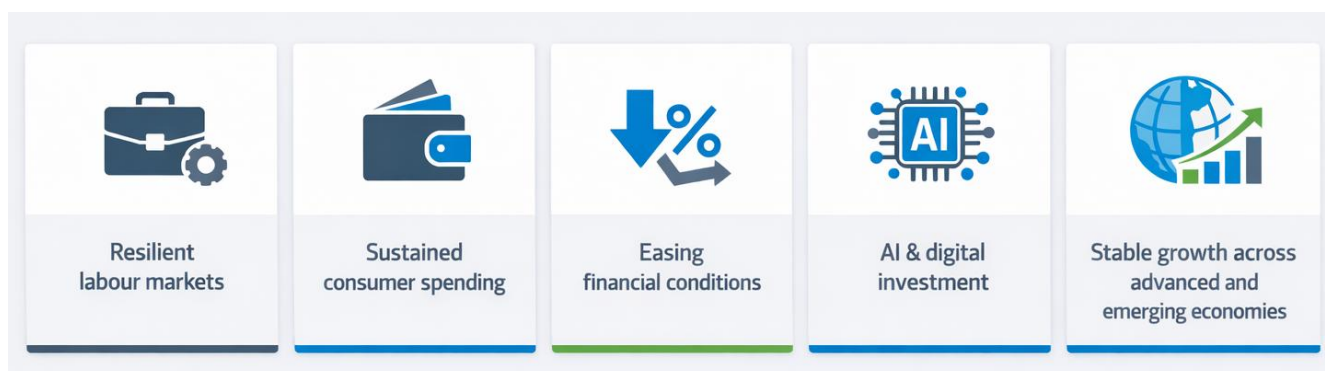 Resilient
labour markets
Sustained
consumer spending
%
Easing
financial conditions
AI
AI & digital
investment
Stable growth across
advanced and
emerging economies